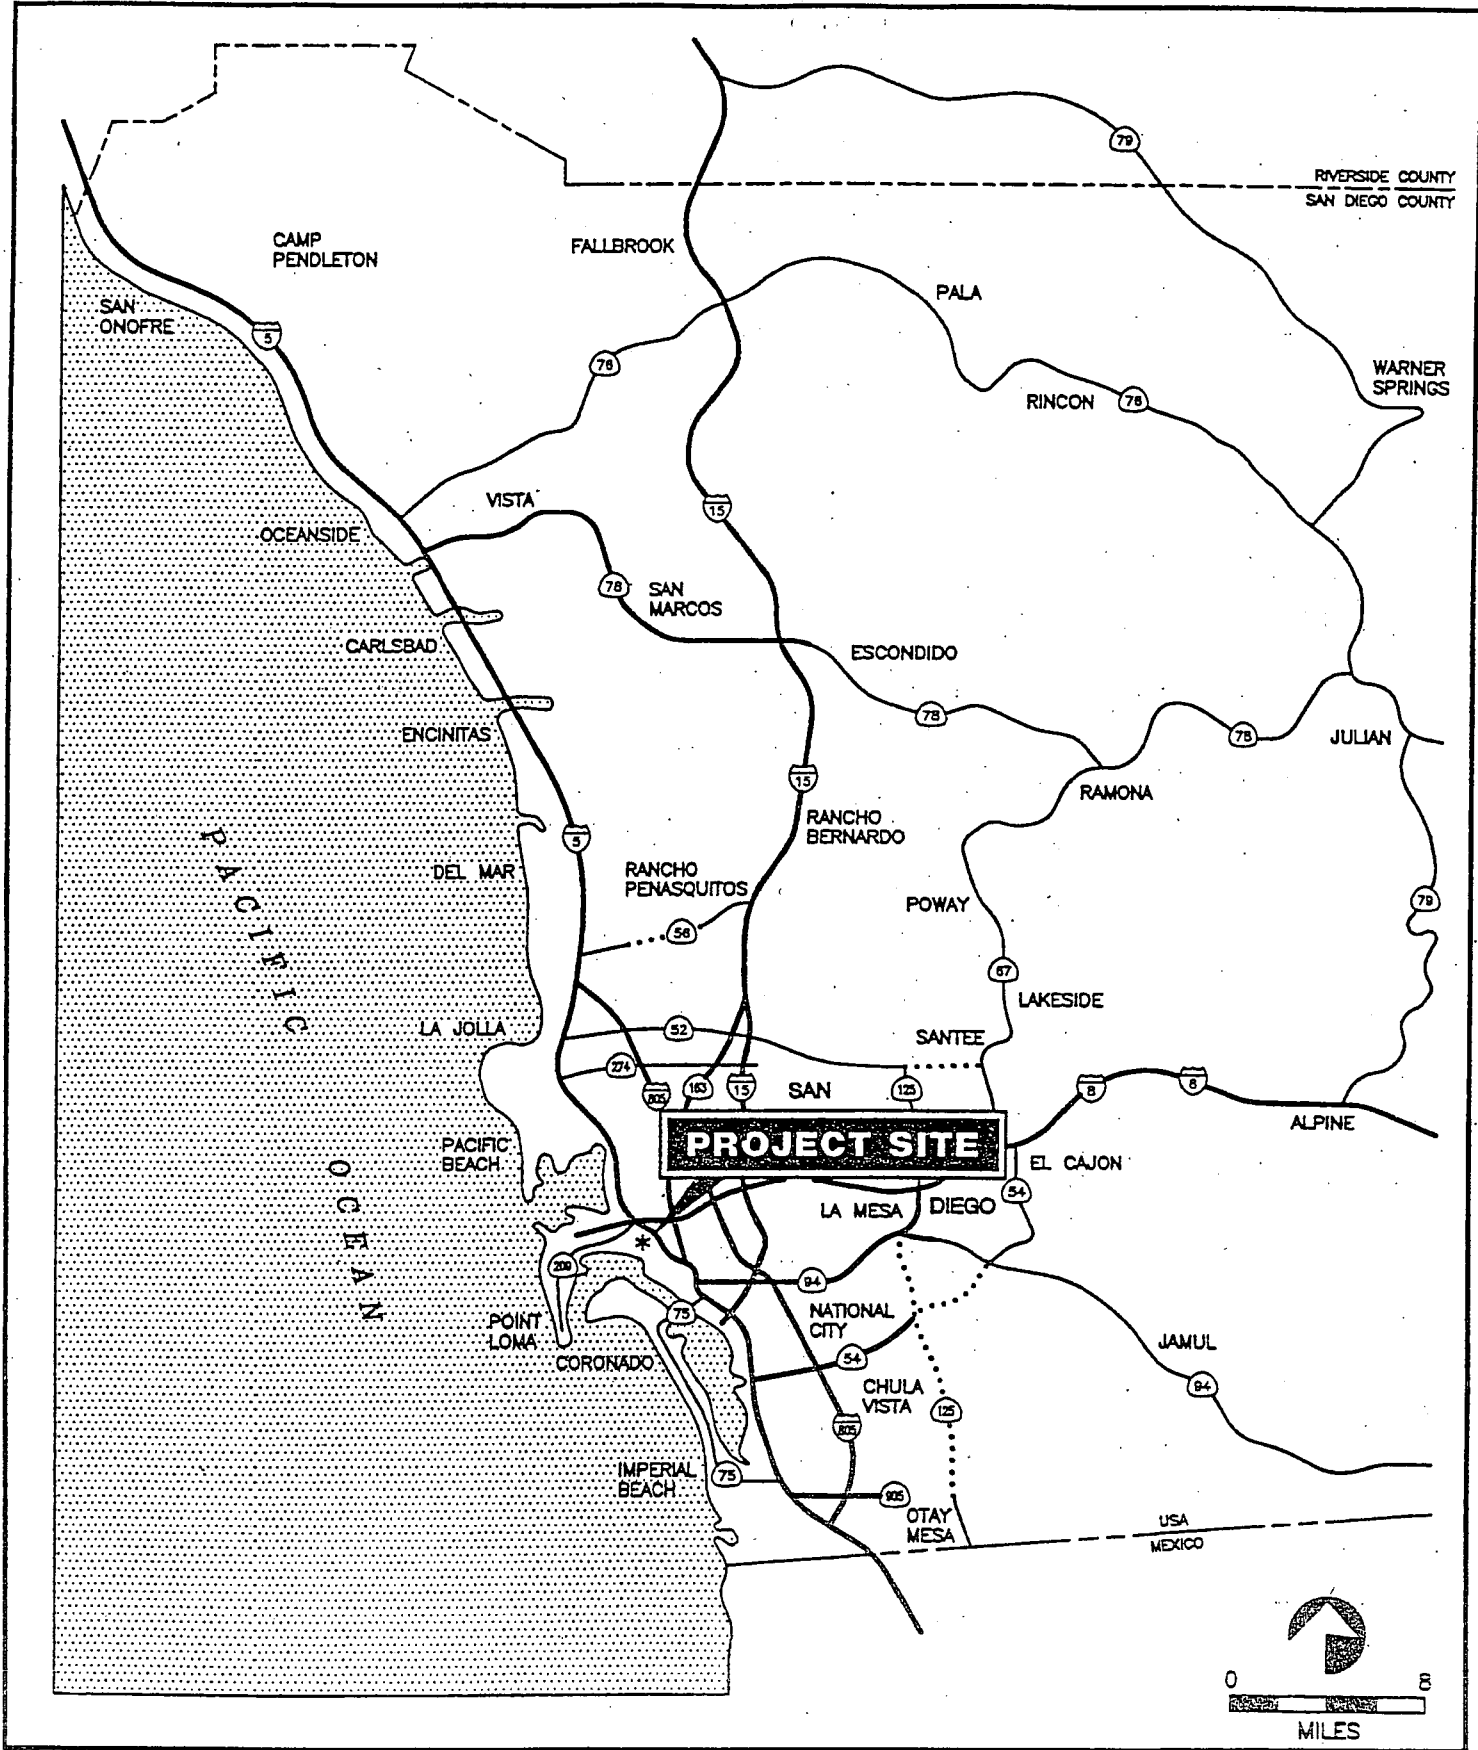 79
RIVERSIDE COUNTY
SAN DIEGO COUNTY
CAMP
PENDLETON
FALLBROOK
PALA
SAN
ONOFRE
5
76
WARNER
SPRINGS
RINCON
76
VISTA
15
OCEANSIDE
78
SAN
MARCOS
CARLSBAD
ESCONDIDO
78
ENCINITAS
78
JULIAN
15
RAMONA
RANCHO
BERNARDO
5
DEL MAR
RANCHO
PENASQUITOS
POWAY
79
56
67
LAKESIDE
LA JOLLA
52
SANTEE
274
805
163
15
SAN
125
8
8
ALPINE
PROJECT SITE
PACIFIC
BEACH
EL CAJON
54
LA MESA
DIEGO
*
209
94
PACIFIC
OCEAN
POINT
LOMA
75
NATIONAL
CITY
CORONADO
54
JAMUL
94
CHULA
VISTA
125
805
IMPERIAL
BEACH
75
905
OTAY
MESA
USA
MEXICO
0 8
MILES